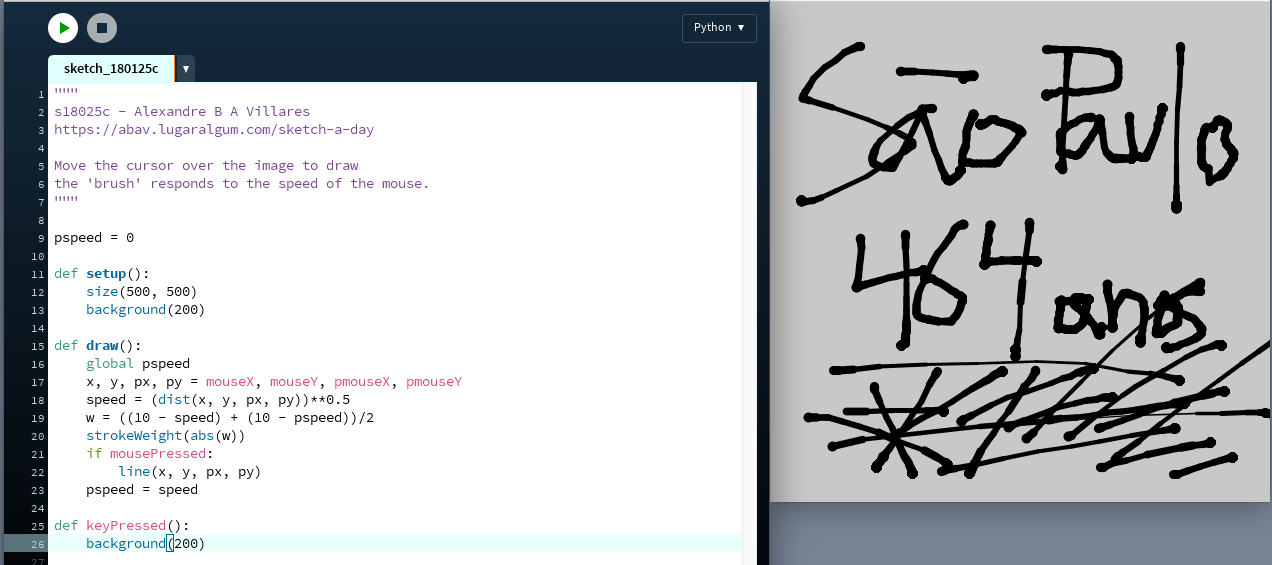 Python ▾
sketch_180125c ▼
1 """
2 s18025c - Alexandre B A Villares
3 https://abav.lugaralgum.com/sketch-a-day
4
5 Move the cursor over the image to draw
6 the 'brush' responds to the speed of the mouse.
7 """
8
9 pspeed = 0
10
11 def setup():
12     size(500, 500)
13     background(200)
14
15 def draw():
16     global pspeed
17     x, y, px, py = mouseX, mouseY, pmouseX, pmouseY
18     speed = (dist(x, y, px, py))**0.5
19     w = ((10 - speed) + (10 - pspeed))/2
20     strokeWeight(abs(w))
21     if mousePressed:
22         line(x, y, px, py)
23     pspeed = speed
24
25 def keyPressed():
26     background(200)
27
São Pulo
464 anos